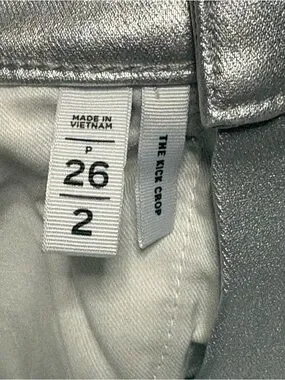 MADE IN
VIETNAM
P
26
2
THE KICK CROP